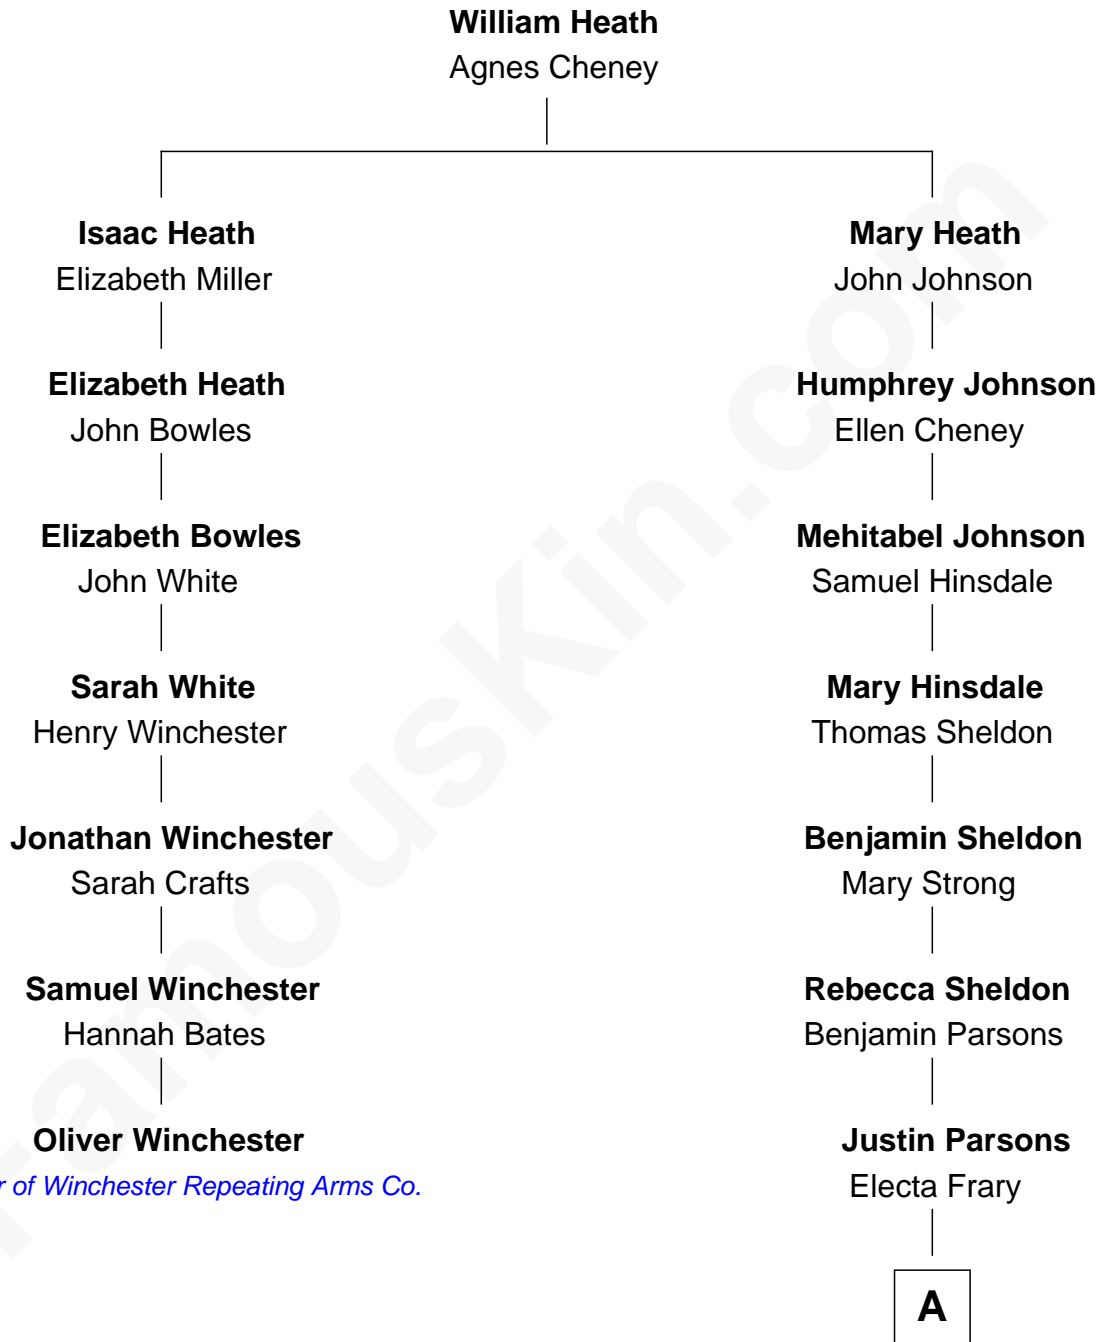 William Heath
Agnes Cheney
Isaac Heath
Elizabeth Miller
Elizabeth Heath
John Bowles
Elizabeth Bowles
John White
Sarah White
Henry Winchester
Jonathan Winchester
Sarah Crafts
Samuel Winchester
Hannah Bates
Oliver Winchester
of Winchester Repeating Arms Co.
Mary Heath
John Johnson
Humphrey Johnson
Ellen Cheney
Mehitabel Johnson
Samuel Hinsdale
Mary Hinsdale
Thomas Sheldon
Benjamin Sheldon
Mary Strong
Rebecca Sheldon
Benjamin Parsons
Justin Parsons
Electa Frary
A
FamousKin.com